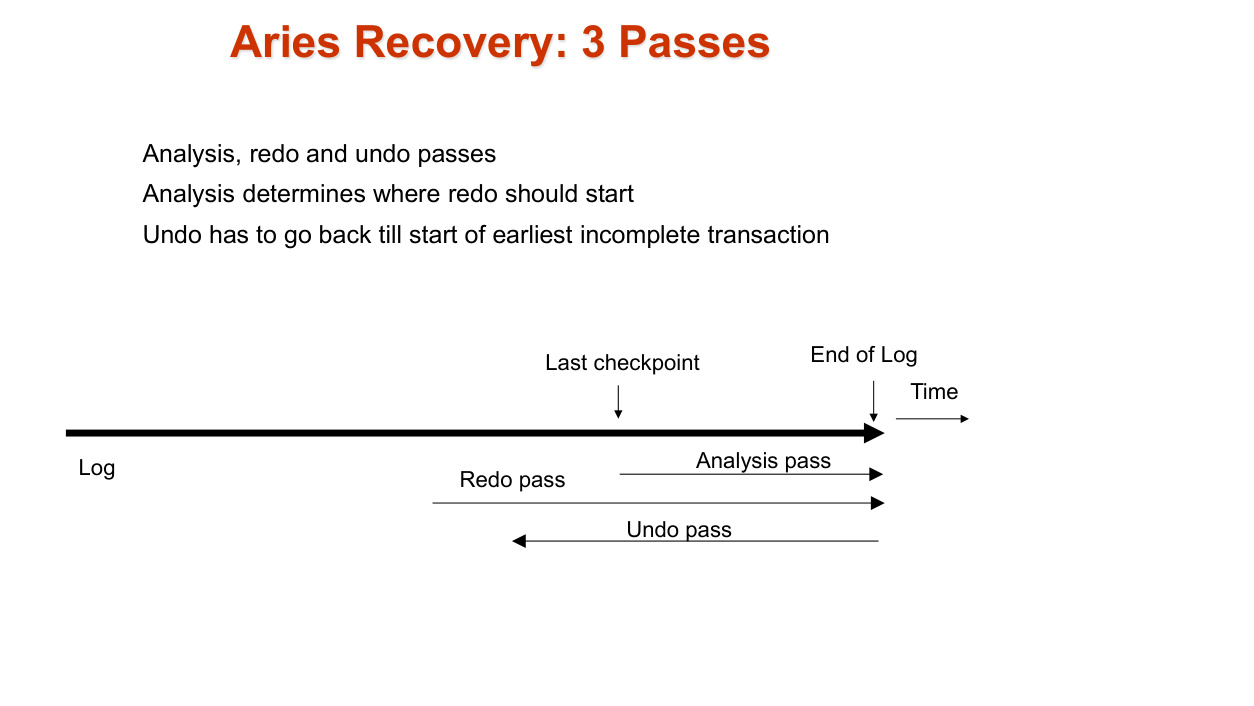 Aries Recovery: 3 Passes
Analysis, redo and undo passes
Analysis determines where redo should start
Undo has to go back till start of earliest incomplete transaction
Last checkpoint
End of Log
Time
Log
Analysis pass
Redo pass
Undo pass